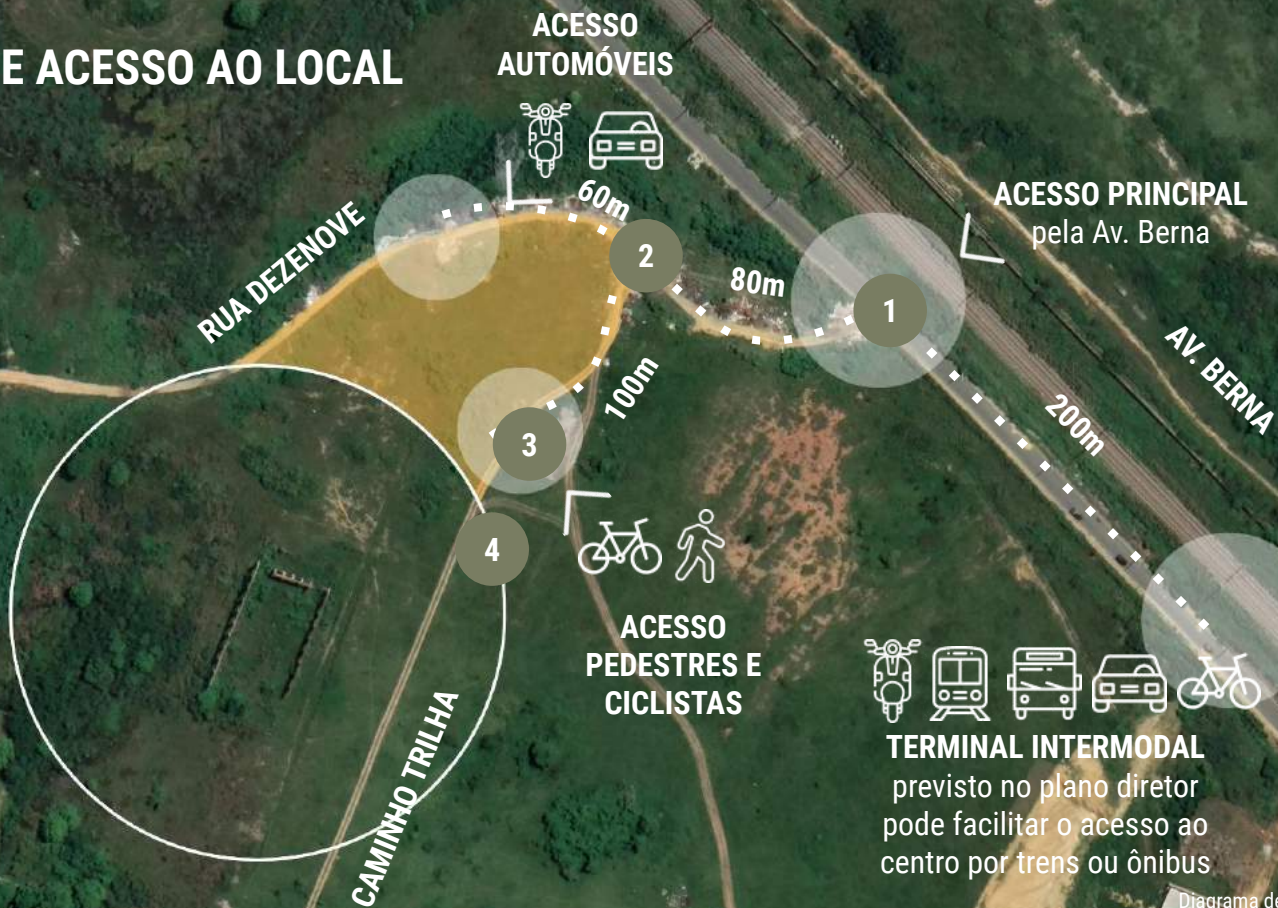 E ACESSO AO LOCAL
ACESSO
AUTOMÓVEIS
ACESSO PRINCIPAL
pela Av. Berna
RUA DEZENOVE
60m
2
80m
1
AV. BERNA
200m
100m
3
4
ACESSO
PEDESTRES E
CICLISTAS
CAMINHO TRILHA
TERMINAL INTERMODAL
previsto no plano diretor
pode facilitar o acesso ao
centro por trens ou ônibus
Diagrama de